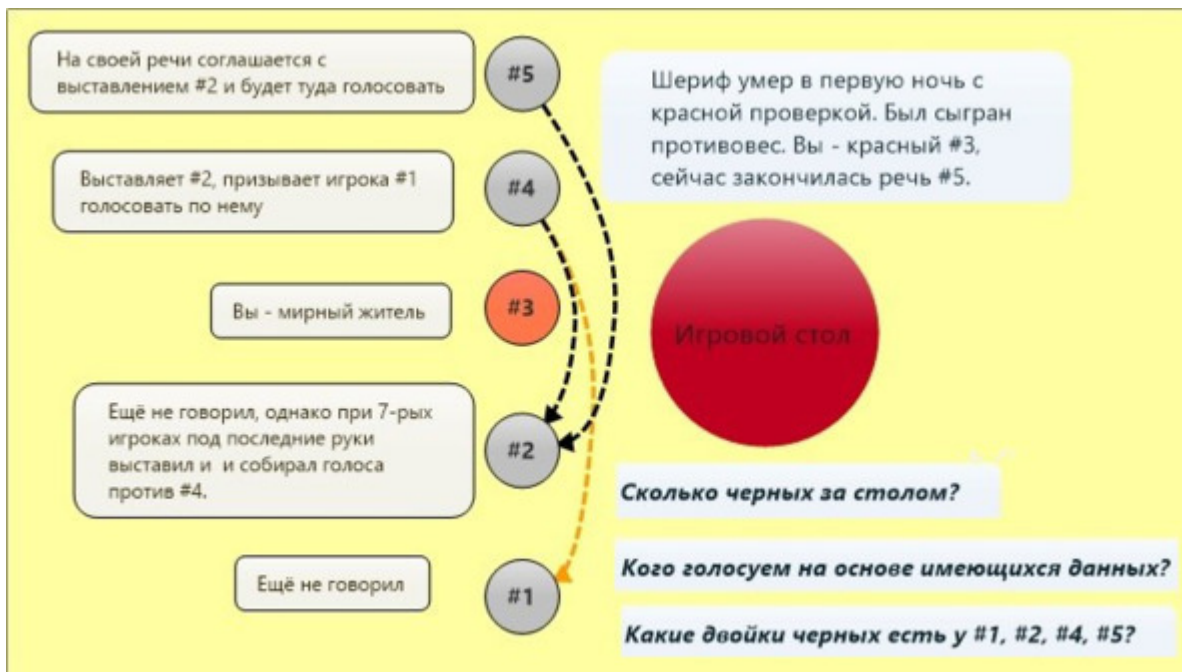 На своей речи соглашается с
выставлением #2 и будет туда голосовать
#5
Шериф умер в первую ночь с
красной проверкой. Был сыгран
противовес. Вы - красный #3,
сейчас закончилась речь #5.
Выставляет #2, призывает игрока #1
голосовать по нему
#4
Вы - мирный житель
#3
Игровой стол
Ещё не говорил, однако при 7-рых
игроках под последние руки
выставил и и собирал голоса
против #4.
#2
Сколько черных за столом?
Кого голосуем на основе имеющихся данных?
Ещё не говорил
#1
Какие двойки черных есть у #1, #2, #4, #5?